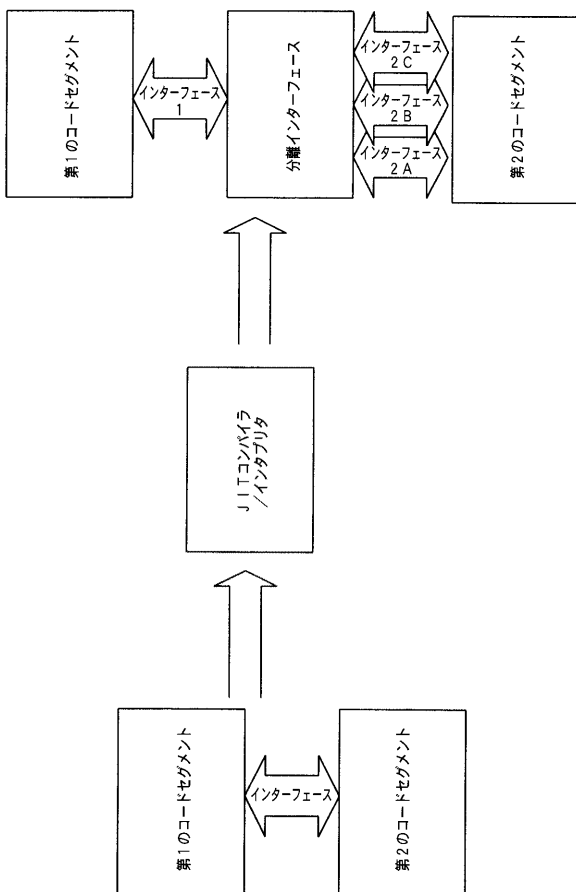 第1のコードセグメント
インターフェース
1
分離インターフェース
インターフェース
2C
インターフェース
2B
インターフェース
2A
第2のコードセグメント
JITコンパイラ
/インタプリタ
第1のコードセグメント
インターフェース
第2のコードセグメント